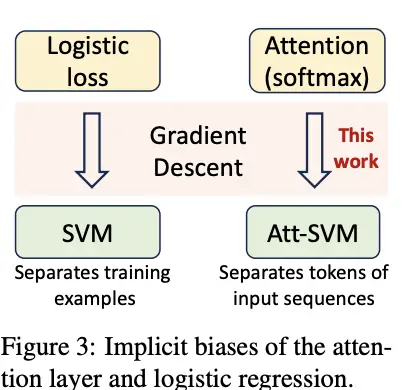 Logistic
loss
Attention
(softmax)
Gradient
Descent
This
work
SVM
Att-SVM
Separates training
examples
Separates tokens of
input sequences
Figure 3: Implicit biases of the atten-
tion layer and logistic regression.